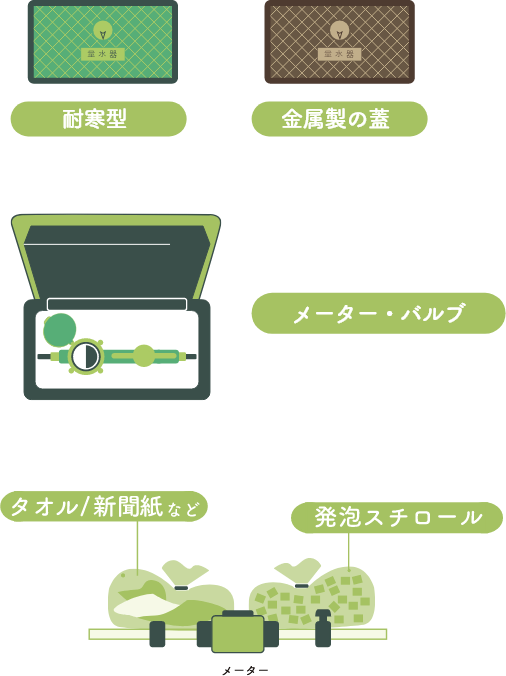 量水器
量水器
耐寒型
金属製の蓋
メーター・バルブ
タオル/新聞紙など
発泡スチロール
メーター